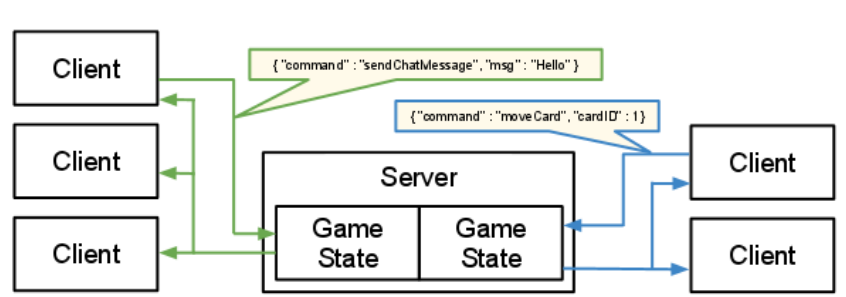 Client
{ "command" : "sendChatMessage", "msg" : "Hello" }
{ "command" : "moveCard", "cardID" : 1 }
Client
Client
Server
Game
State
Game
State
Client
Client